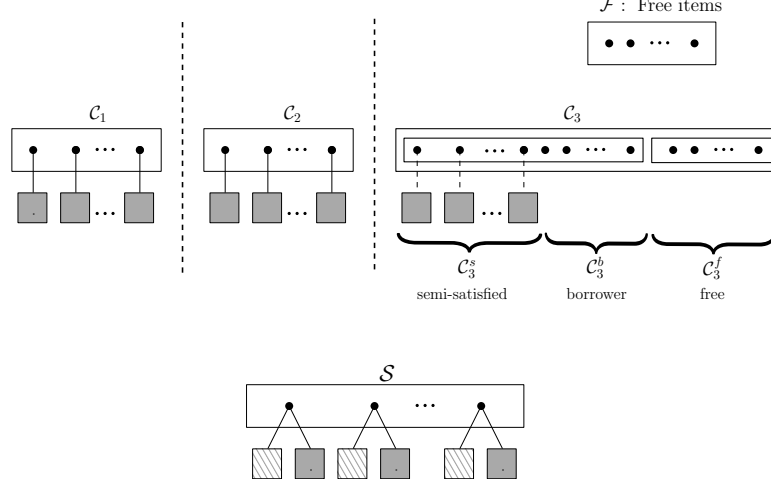 ℱ : Free items
𝒞₁
𝒞₂
𝒞₃
𝒞₃ˢ
𝒞₃ᵇ
𝒞₃ᶠ
semi-satisfied
borrower
free
𝒮